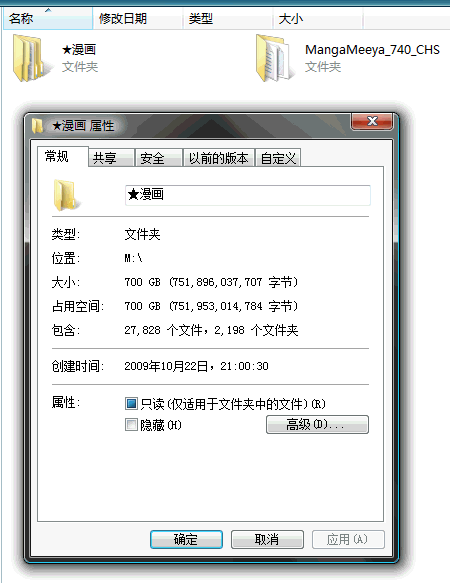 名称 修改日期 类型 大小
★漫画 MangaMeeya_740_CHS
文件夹 文件夹
★漫画 属性
常规 共享 安全 以前的版本 自定义
★漫画
类型: 文件夹
位置: M:\
大小: 700 GB (751,896,037,707 字节)
占用空间: 700 GB (751,953,014,784 字节)
包含: 27,828 个文件，2,198 个文件夹
创建时间: 2009年10月22日，21:00:30
属性: 只读(仅适用于文件夹中的文件)(R)
隐藏(H) 高级(D)...
确定 取消 应用(A)